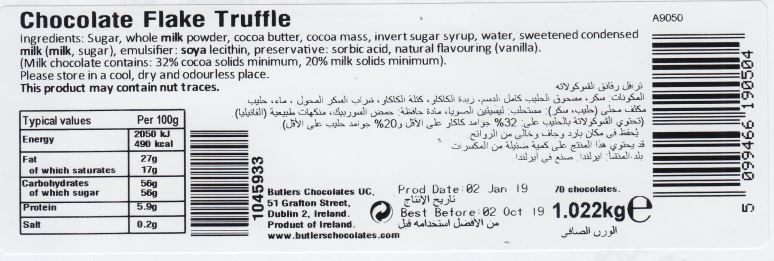 Chocolate Flake Truffle
A9050
Ingredients: Sugar, whole milk powder, cocoa butter, cocoa mass, invert sugar syrup, water, sweetened condensed
milk (milk, sugar), emulsifier: soya lecithin, preservative: sorbic acid, natural flavouring (vanilla).
(Milk chocolate contains: 32% cocoa solids minimum, 20% milk solids minimum).
Please store in a cool, dry and odourless place.
This product may contain nut traces.
ترفل رقائق الشوكولاته
المكونات: سكر، مسحوق الحليب كامل الدسم، زبدة الكاكاو، كتلة الكاكاو، شراب السكر المحول ، ماء، حليب
مكثف محلى (حليب، سكر)، مستحلب: ليسيثين الصويا، مادة حافظة: حمض السوربيك، منكهات طبيعية (الفانيليا).
(تحتوي الشوكولاتة بالحليب على: 32% جوامد كاكاو على الأقل و20% جوامد حليب على الأقل)
يُحفظ في مكان بارد وجاف وخالي من الروائح.
قد يحتوي هذا المنتج على كمية ضئيلة من المكسرات
بلد المنشأ: ايرلندا. صنع في أيرلندا
Typical values Per 100g
Energy 2050 kJ
490 kcal
Fat 27g
of which saturates 17g
Carbohydrates 56g
of which sugar 56g
Protein 5.9g
Salt 0.2g
1045933
Butlers Chocolates UC,
51 Grafton Street,
Dublin 2, Ireland.
Product of Ireland.
www.butlerschocolates.com
Prod Date: 02 Jan 19
تاريخ الإنتاج
Best Before: 02 Oct 19
من الافضل استخدامه قبل
70 chocolates.
1.022kg e
الوزن الصافي
5 099466 190504